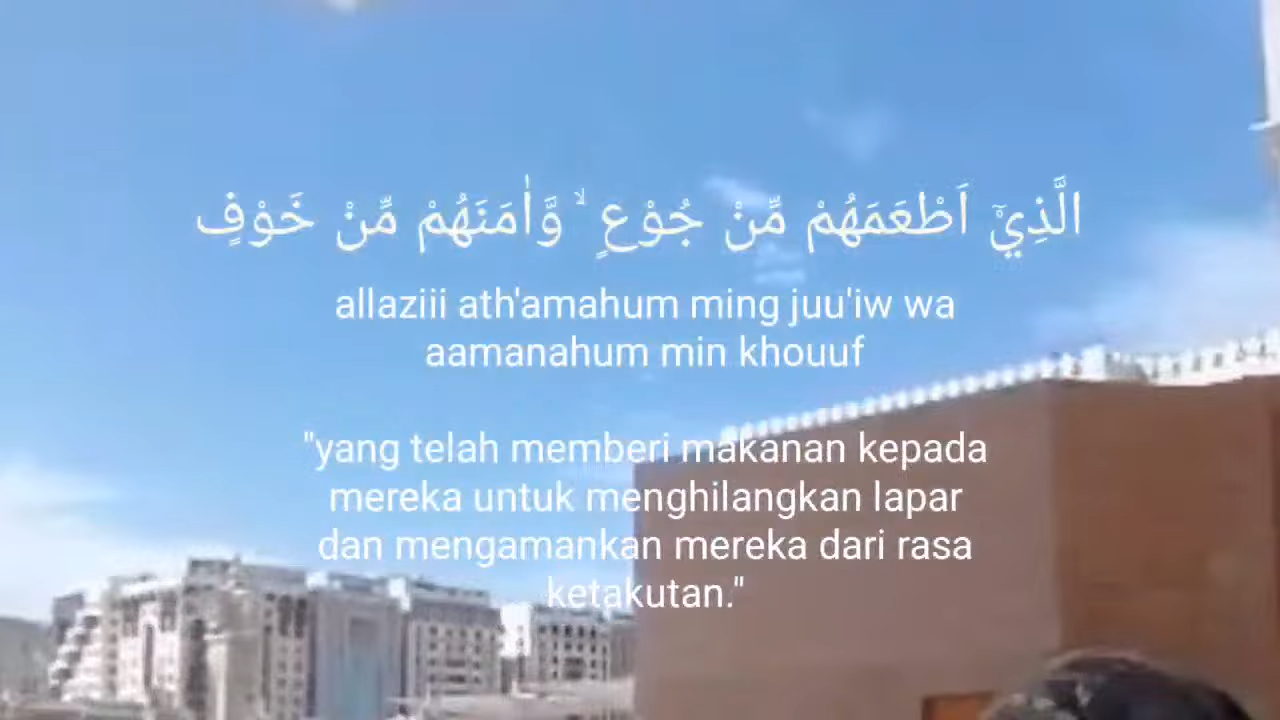 الَّذِيْٓ اَطْعَمَهُمْ مِّنْ جُوْعٍ ۙ وَّاٰمَنَهُمْ مِّنْ خَوْفٍ
allaziii ath'amahum ming juu'iw wa
aamanahum min khouuf
"yang telah memberi makanan kepada
mereka untuk menghilangkan lapar
dan mengamankan mereka dari rasa
ketakutan."